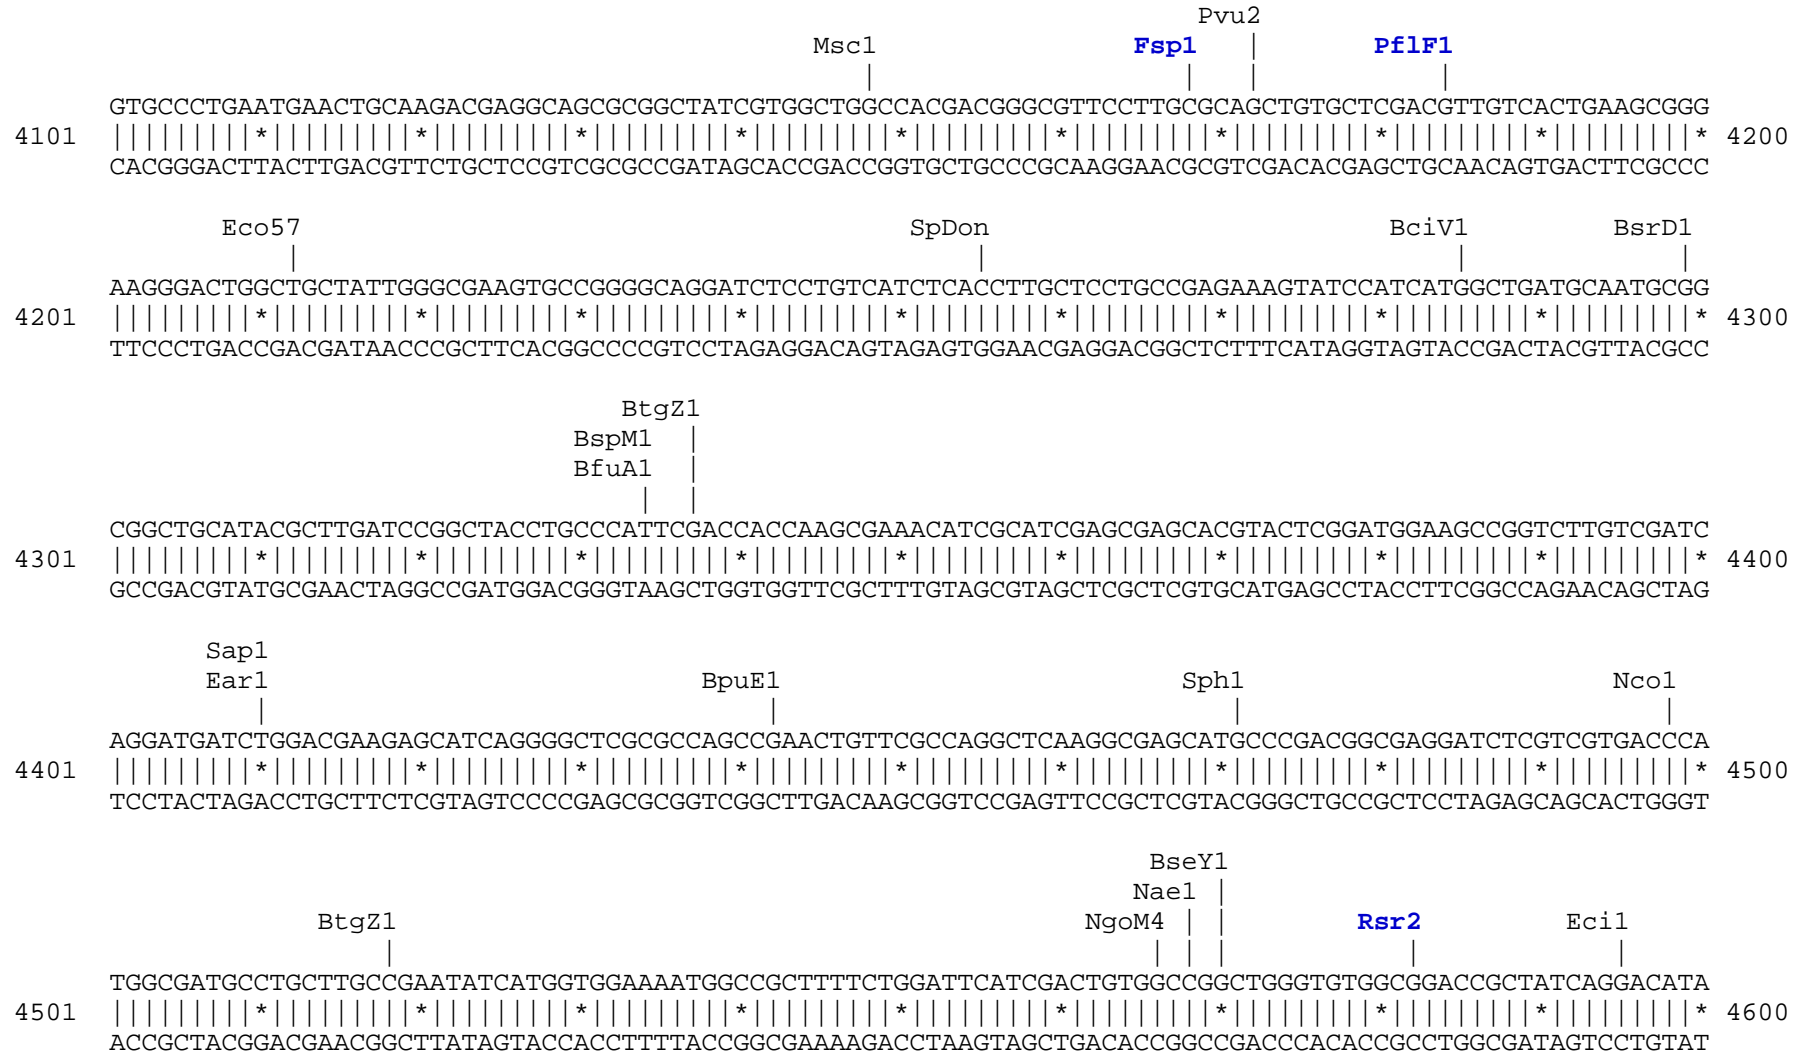 Pvu2
Msc1 Fsp1 | PflF1
| | | |
GTGCCCTGAATGAACTGCAAGACGAGGCAGCGCGGCTATCGTGGCTGGCCACGACGGGCGTTCCTTGCGCAGCTGTGCTCGACGTTGTCACTGAAGCGGG
4101 |||||||||*|||||||||*|||||||||*|||||||||*|||||||||*|||||||||*|||||||||*|||||||||*|||||||||*|||||||||* 4200
CACGGGACTTACTTGACGTTCTGCTCCGTCGCGCCGATAGCACCGACCGGTGCTGCCCGCAAGGAACGCGTCGACACGAGCTGCAACAGTGACTTCGCCC
Eco57 SpDon BciV1 BsrD1
| | | |
AAGGGACTGGCTGCTATTGGGCGAAGTGCCGGGGCAGGATCTCCTGTCATCTCACCTTGCTCCTGCCGAGAAAGTATCCATCATGGCTGATGCAATGCGG
4201 |||||||||*|||||||||*|||||||||*|||||||||*|||||||||*|||||||||*|||||||||*|||||||||*|||||||||*|||||||||* 4300
TTCCCTGACCGACGATAACCCGCTTCACGGCCCCGTCCTAGAGGACAGTAGAGTGGAACGAGGACGGCTCTTTCATAGGTAGTACCGACTACGTTACGCC
BtgZ1
BspM1 |
BfuA1 |
| |
CGGCTGCATACGCTTGATCCGGCTACCTGCCCATTCGACCACCAAGCGAAACATCGCATCGAGCGAGCACGTACTCGGATGGAAGCCGGTCTTGTCGATC
4301 |||||||||*|||||||||*|||||||||*|||||||||*|||||||||*|||||||||*|||||||||*|||||||||*|||||||||*|||||||||* 4400
GCCGACGTATGCGAACTAGGCCGATGGACGGGTAAGCTGGTGGTTCGCTTTGTAGCGTAGCTCGCTCGTGCATGAGCCTACCTTCGGCCAGAACAGCTAG
Sap1
Ear1 BpuE1 Sph1 Nco1
| | | |
AGGATGATCTGGACGAAGAGCATCAGGGGCTCGCGCCAGCCGAACTGTTCGCCAGGCTCAAGGCGAGCATGCCCGACGGCGAGGATCTCGTCGTGACCCA
4401 |||||||||*|||||||||*|||||||||*|||||||||*|||||||||*|||||||||*|||||||||*|||||||||*|||||||||*|||||||||* 4500
TCCTACTAGACCTGCTTCTCGTAGTCCCCGAGCGCGGTCGGCTTGACAAGCGGTCCGAGTTCCGCTCGTACGGGCTGCCGCTCCTAGAGCAGCACTGGGT
BseY1
Nae1 |
BtgZ1 NgoM4 | | Rsr2 Eci1
| | | | | |
TGGCGATGCCTGCTTGCCGAATATCATGGTGGAAAATGGCCGCTTTTCTGGATTCATCGACTGTGGCCGGCTGGGTGTGGCGGACCGCTATCAGGACATA
4501 |||||||||*|||||||||*|||||||||*|||||||||*|||||||||*|||||||||*|||||||||*|||||||||*|||||||||*|||||||||* 4600
ACCGCTACGGACGAACGGCTTATAGTACCACCTTTTACCGGCGAAAAGACCTAAGTAGCTGACACCGGCCGACCCACACCGCCTGGCGATAGTCCTGTAT